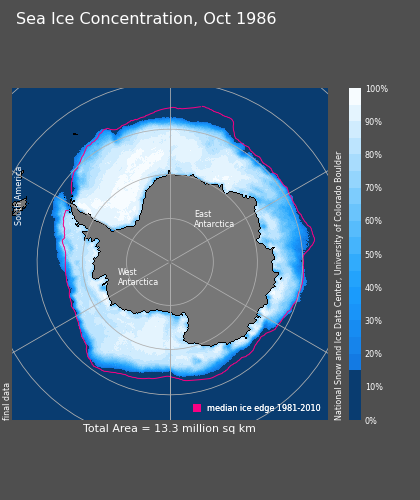 Sea Ice Concentration, Oct 1986
South America
East
Antarctica
West
Antarctica
final data
median ice edge 1981-2010
Total Area = 13.3 million sq km
National Snow and Ice Data Center, University of Colorado Boulder
100%
90%
80%
70%
60%
50%
40%
30%
20%
10%
0%